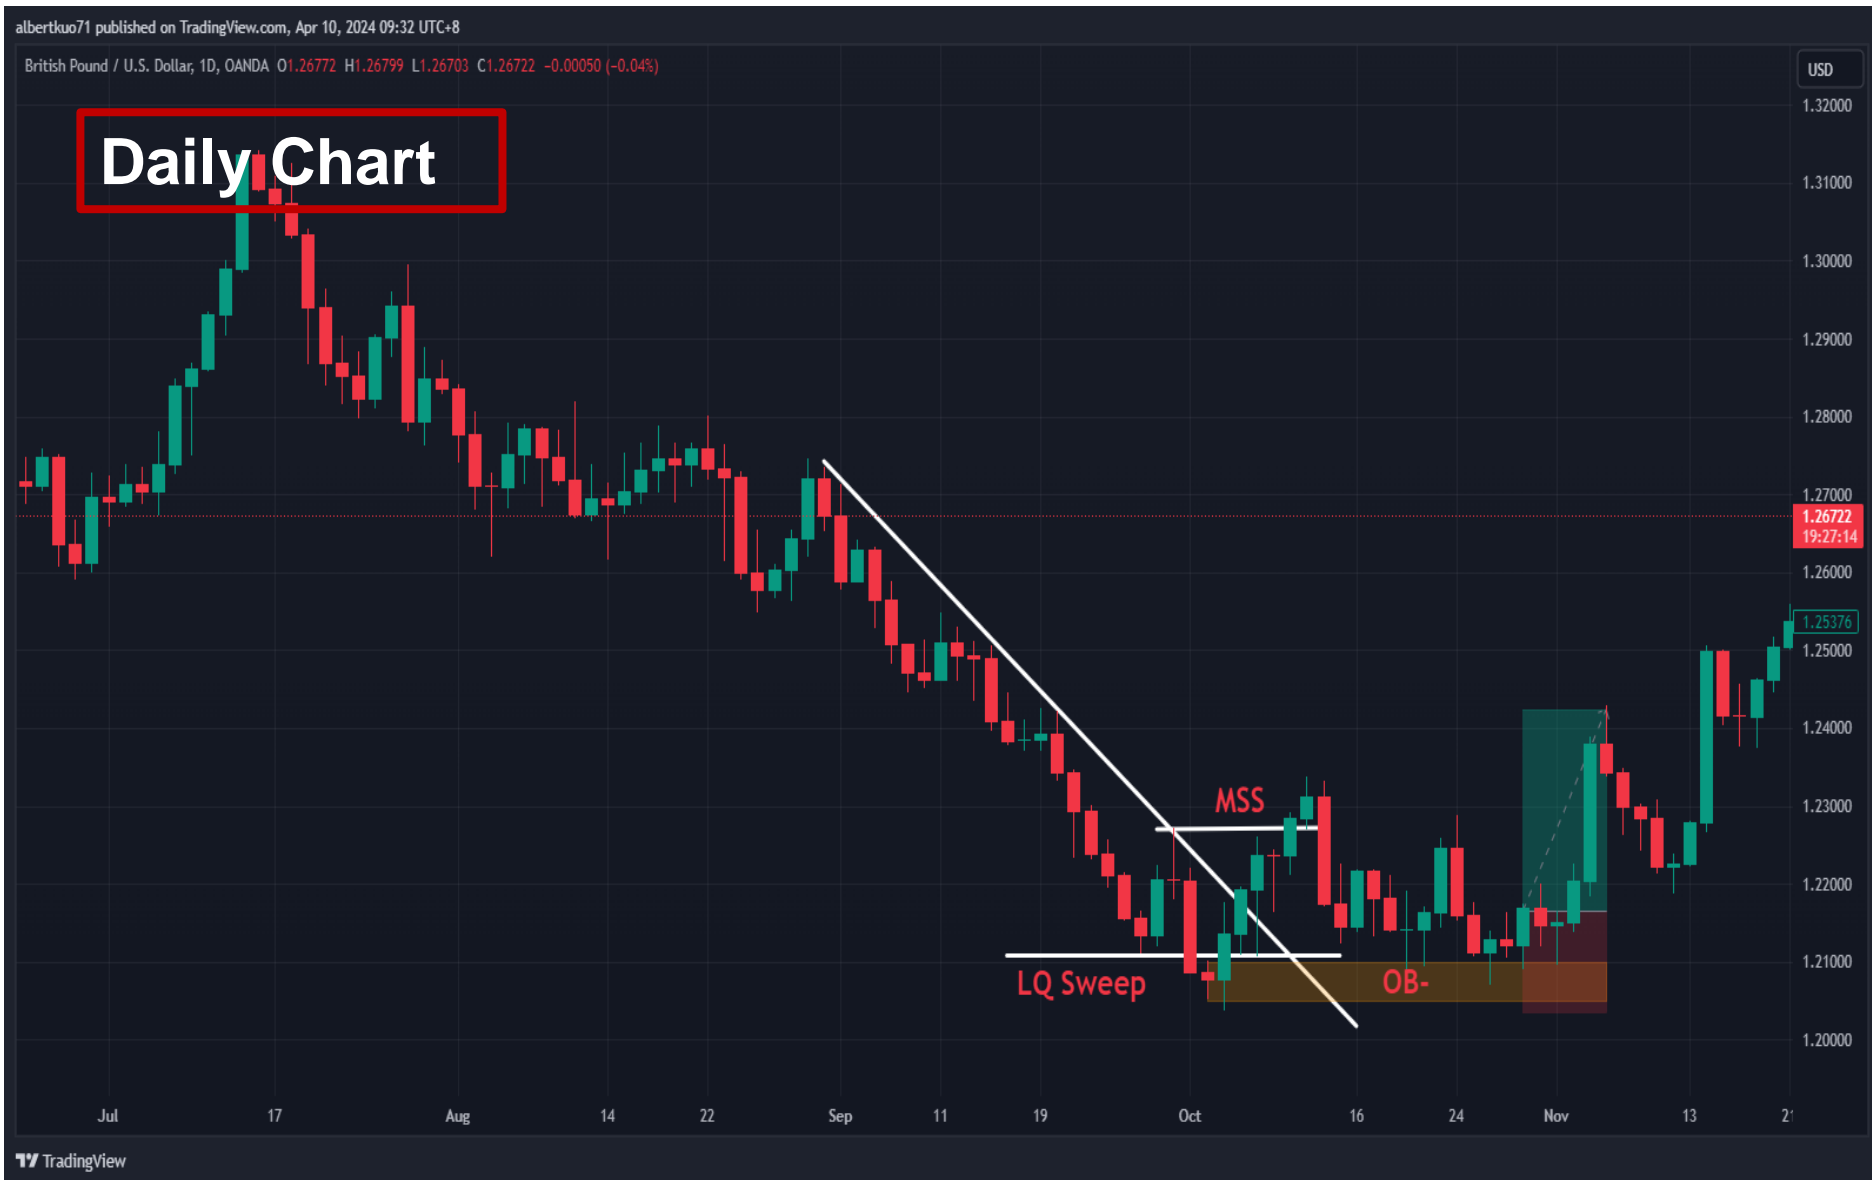 albertkuo71 published on TradingView.com, Apr 10, 2024 09:32 UTC+8
British Pound / U.S. Dollar, 1D, OANDA O1.26772 H1.26799 L1.26703 C1.26722 −0.00050 (−0.04%)
USD
Daily Chart
1.32000
1.31000
1.30000
1.29000
1.28000
1.27000
1.26722
19:27:14
1.26000
1.25376
1.25000
1.24000
1.23000
1.22000
1.21000
1.20000
MSS
LQ Sweep
OB-
Jul 17 Aug 14 22 Sep 11 19 Oct 16 24 Nov 13 21
TradingView